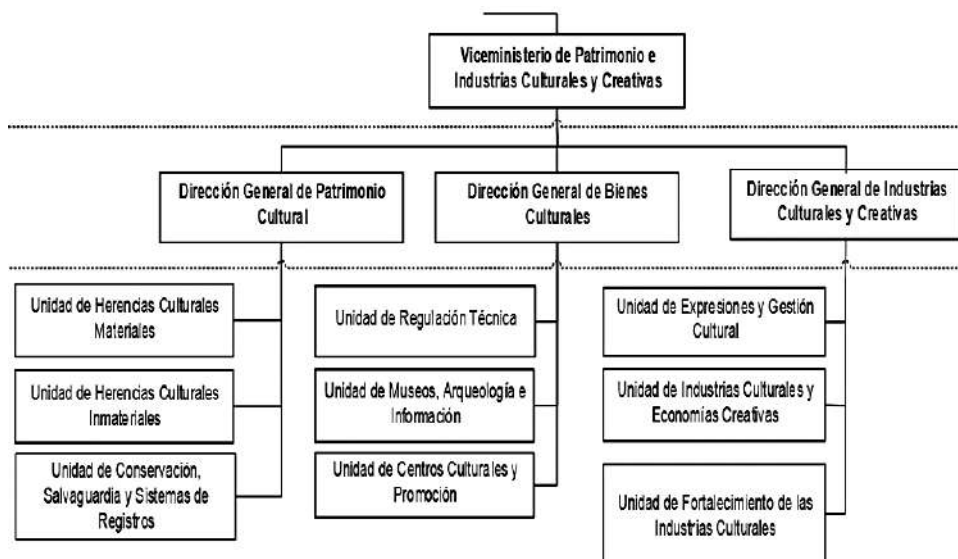 Viceministerio de Patrimonio e
Industrias Culturales y Creativas
Dirección General de Patrimonio
Cultural
Dirección General de Bienes
Culturales
Dirección General de Industrias
Culturales y Creativas
Unidad de Herencias Culturales
Materiales
Unidad de Herencias Culturales
Inmateriales
Unidad de Conservación,
Salvaguardia y Sistemas de
Registros
Unidad de Regulación Técnica
Unidad de Museos, Arqueología e
Información
Unidad de Centros Culturales y
Promoción
Unidad de Expresiones y Gestión
Cultural
Unidad de Industrias Culturales y
Economías Creativas
Unidad de Fortalecimiento de las
Industrias Culturales